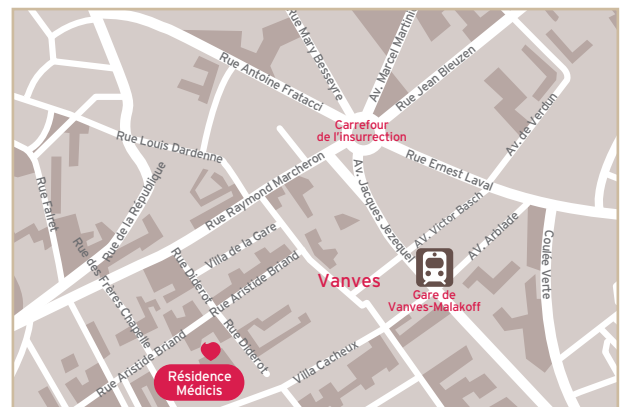 Rue Mary Besseyre
Av. Marcel Martini
Rue Jean Bleuzen
Rue Antoine Fratacci
Carrefour
de l'insurrection
Av. de Verdun
Rue Louis Dardenne
Rue Ernest Laval
Rue Raymond Marcheron
Av. Jacques Jezequel
Rue Falret
Rue de la République
AV. Victor Basch
AV. Arblade
Coulée Verte
Rue des Frères Chapelle
Villa de la Gare
Rue Diderot
Rue Aristide Briand
Vanves
Gare de
Vanves-Malakoff
Rue Diderot
Rue Aristide Briand
Villa Cacheux
Résidence
Médicis